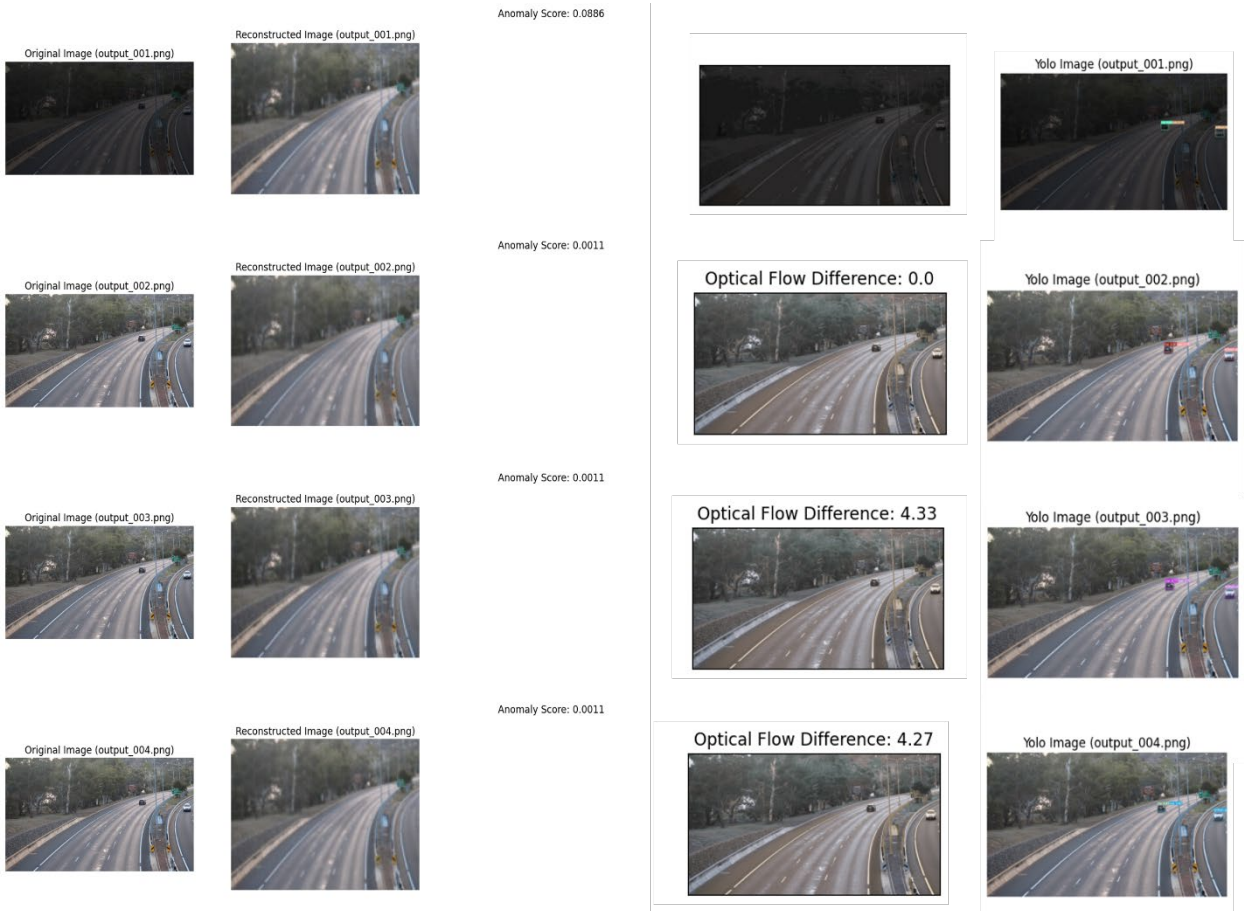 Anomaly Score: 0.0886
Original Image (output_001.png)
Reconstructed Image (output_001.png)
Yolo Image (output_001.png)
Anomaly Score: 0.0011
Original Image (output_002.png)
Reconstructed Image (output_002.png)
Optical Flow Difference: 0.0
Yolo Image (output_002.png)
Anomaly Score: 0.0011
Original Image (output_003.png)
Reconstructed Image (output_003.png)
Optical Flow Difference: 4.33
Yolo Image (output_003.png)
Anomaly Score: 0.0011
Original Image (output_004.png)
Reconstructed Image (output_004.png)
Optical Flow Difference: 4.27
Yolo Image (output_004.png)